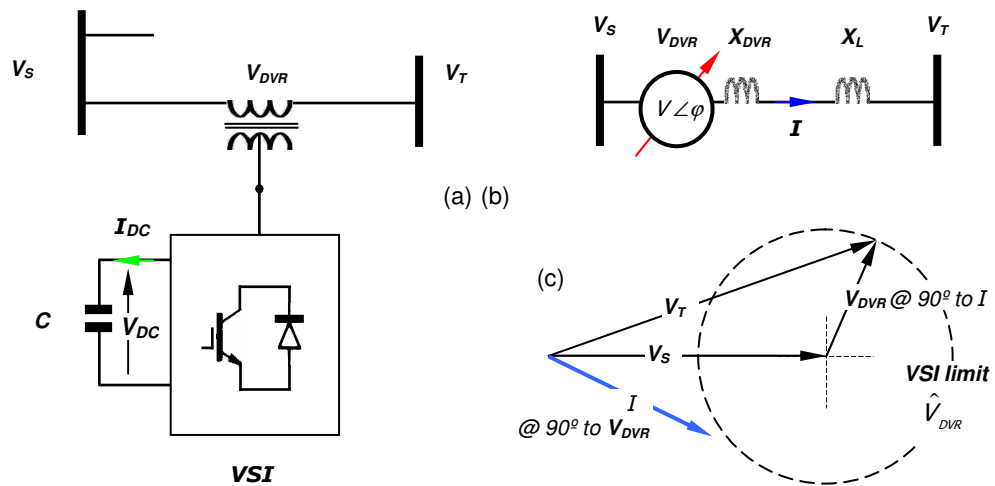 V_S
V_DVR
V_T
I_DC
C
V_DC
VSI
(a) (b)
V_S
V_DVR
X_DVR
X_L
V_T
V∠φ
I
(c)
V_T
V_DVR @ 90º to I
V_S
I
@ 90º to V_DVR
VSI limit
V̂_DVR